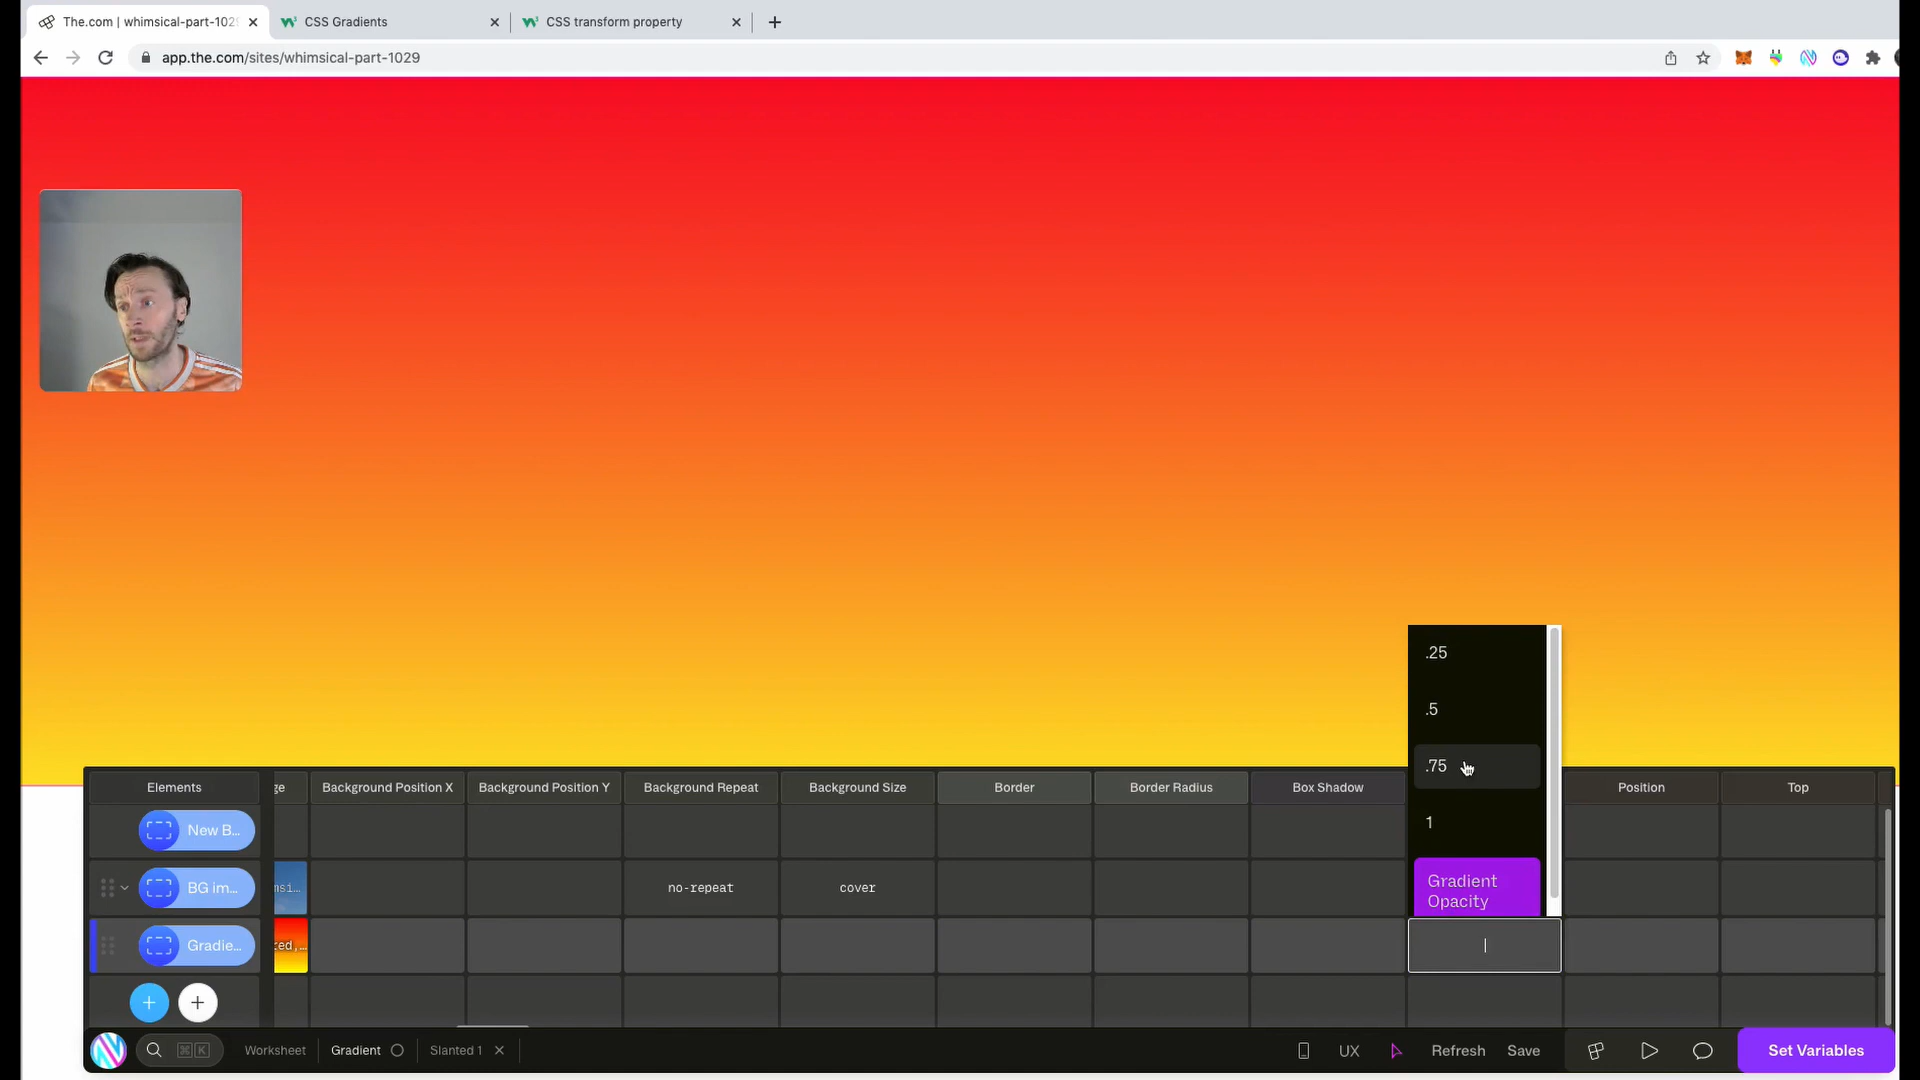 The.com | whimsical-part-102
CSS Gradients
CSS transform property
app.the.com/sites/whimsical-part-1029
.25
.5
.75
1
Gradient
Opacity
Elements
ge
Background Position X
Background Position Y
Background Repeat
Background Size
Border
Border Radius
Box Shadow
Position
Top
New B...
BG im...
nsi...
no-repeat
cover
Gradie...
red,...
⌘ K
Worksheet
Gradient
Slanted 1
UX
Refresh
Save
Set Variables